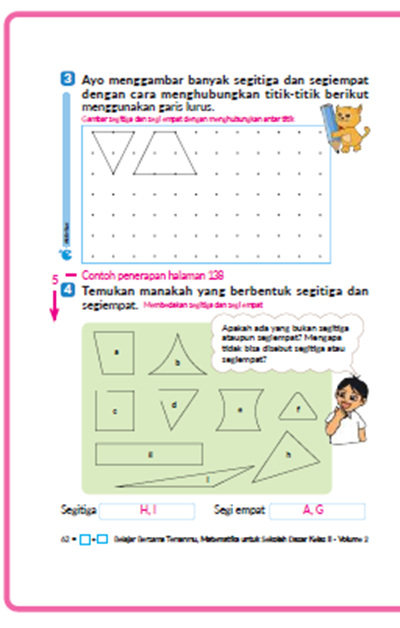 3 Ayo menggambar banyak segitiga dan segiempat
dengan cara menghubungkan titik-titik berikut
menggunakan garis lurus.
Gambar segitiga dan segi empat dengan menghubungkan antar titik
5 Contoh penerapan halaman 138
4 Temukan manakah yang berbentuk segitiga dan
segiempat. Membedakan segitiga dan segi empat
Apakah ada yang bukan segitiga
ataupun segiempat? Mengapa
tidak bisa disebut segitiga atau
segiempat?
a
b
c
d
e
f
g
h
i
Segitiga H, I Segi empat A, G
62 = □ + □ Belajar Bersama Temanmu, Matematika untuk Sekolah Dasar Kelas II - Volume 2